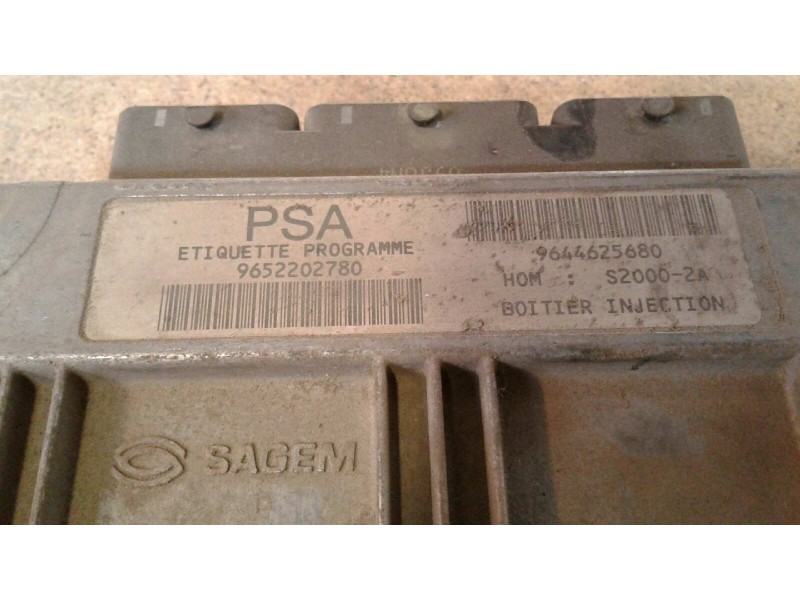 PSA
ETIQUETTE PROGRAMME
9652202780
9644625680
HOM : S2000-2A
BOITIER INJECTION
SAGEM